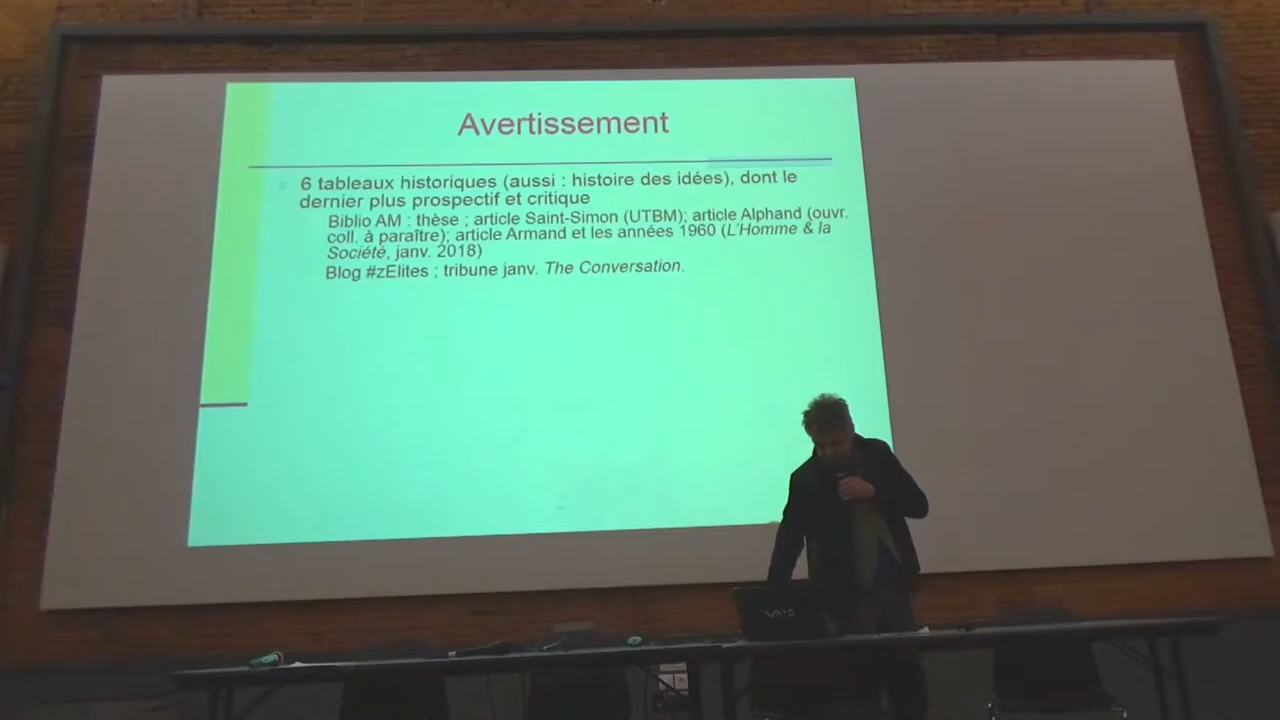 Avertissement
6 tableaux historiques (aussi : histoire des idées), dont le
dernier plus prospectif et critique
Biblio AM : thèse ; article Saint-Simon (UTBM); article Alphand (ouvr.
coll. à paraître); article Armand et les années 1960 (L'Homme & la
Société, janv. 2018)
Blog #zElites ; tribune janv. The Conversation.
VAIO